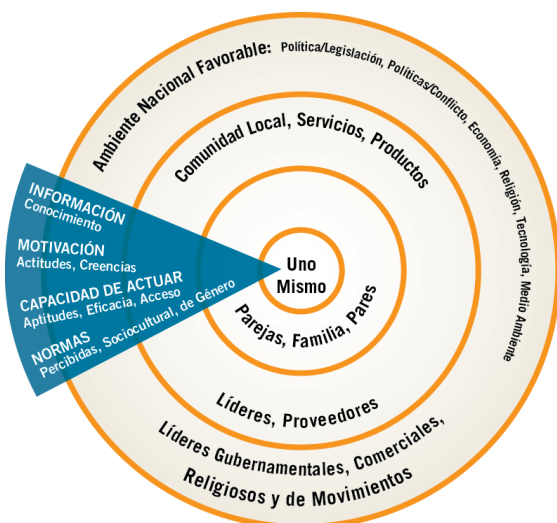 Ambiente Nacional Favorable: Política/Legislación, Políticas/Conflicto, Economía, Religión, Tecnología, Medio Ambiente
Comunidad Local, Servicios, Productos
INFORMACIÓN
Conocimiento
MOTIVACIÓN
Actitudes, Creencias
CAPACIDAD DE ACTUAR
Aptitudes, Eficacia, Acceso
NORMAS
Percibidas, Sociocultural, de Género
Uno
Mismo
Parejas, Familia, Pares
Líderes, Proveedores
Líderes Gubernamentales, Comerciales,
Religiosos y de Movimientos